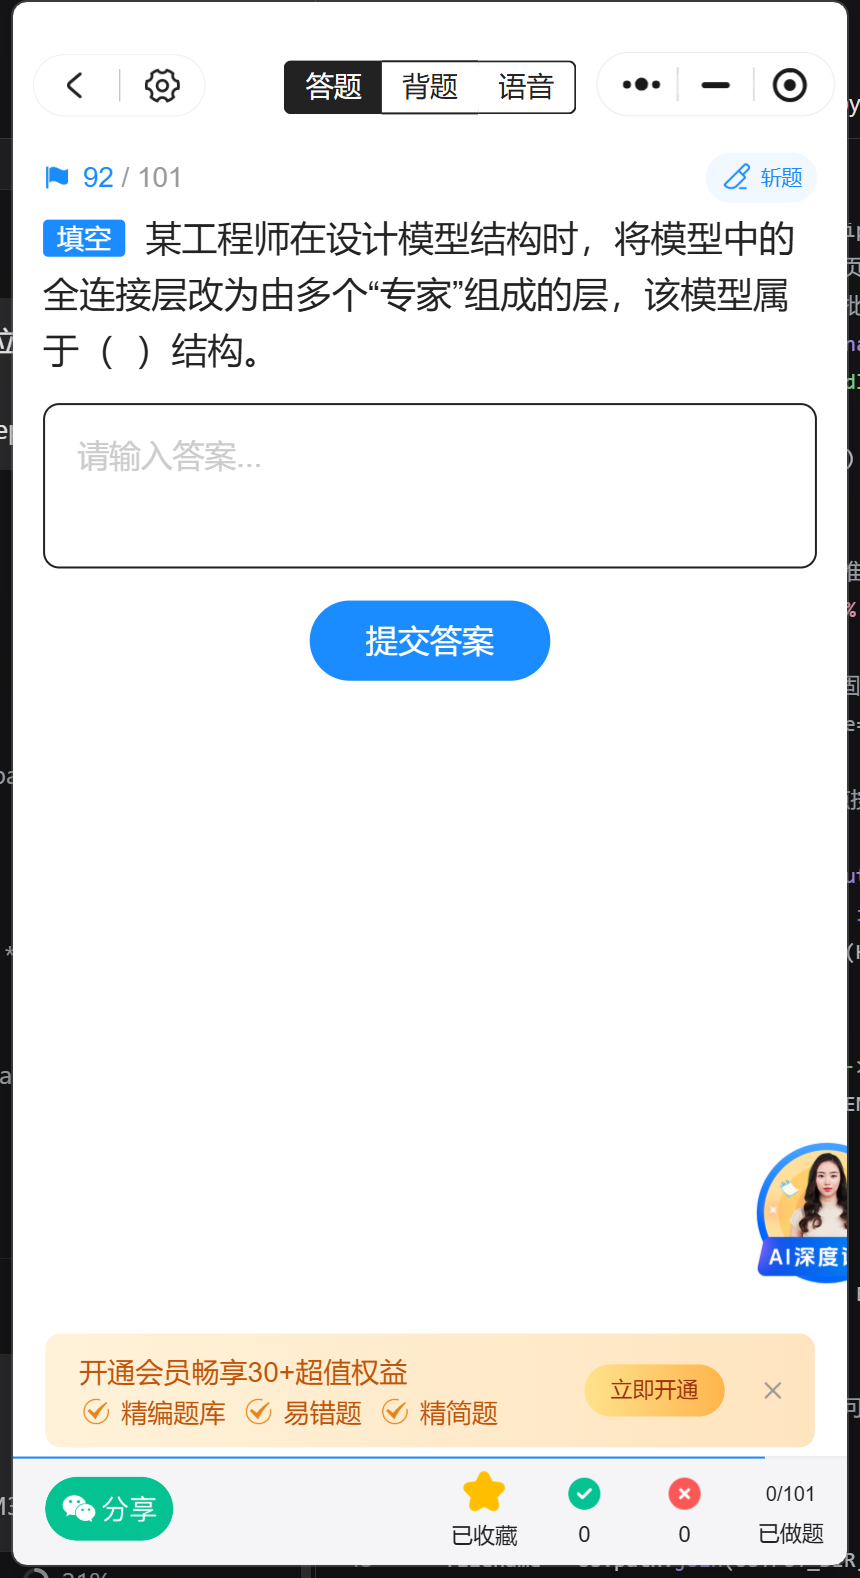 答题 背题 语音
92 / 101
斩题
填空 某工程师在设计模型结构时，将模型中的
全连接层改为由多个“专家”组成的层，该模型属
于（ ）结构。
请输入答案...
提交答案
AI深度
开通会员畅享30+超值权益
精编题库 易错题 精简题
立即开通
分享
已收藏
0
0
0/101
已做题